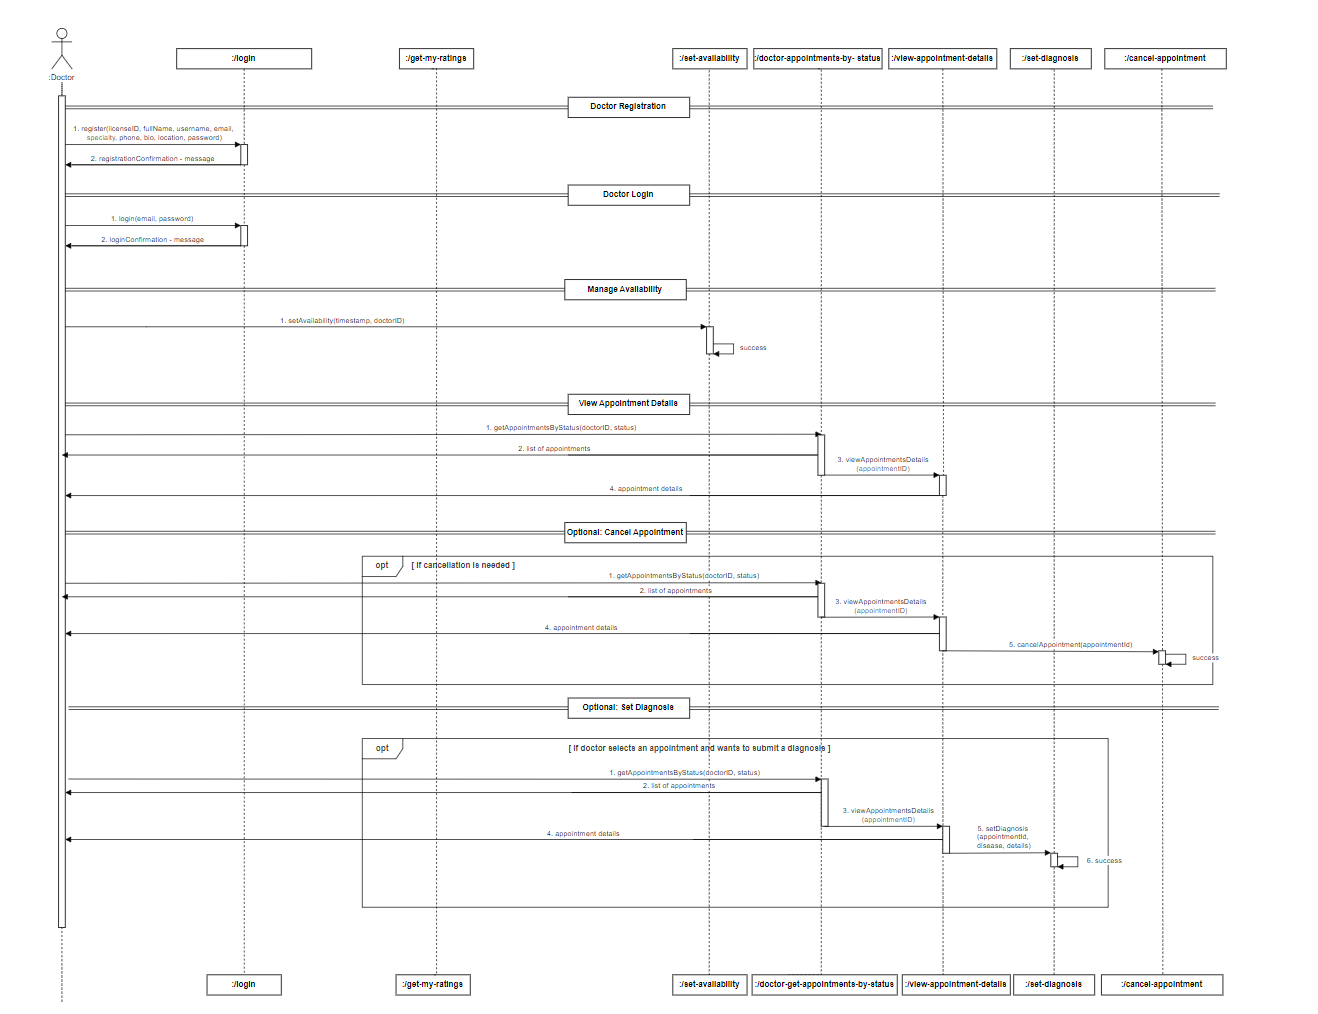 :Doctor
:/login
:/get-my-ratings
:/set-availability
:/doctor-appointments-by- status
:/view-appointment-details
:/set-diagnosis
:/cancel-appointment
Doctor Registration
1. register(licenseID, fullName, username, email,
specialty, phone, bio, location, password)
2. registrationConfirmation - message
Doctor Login
1. login(email, password)
2. loginConfirmation - message
Manage Availability
1. setAvailability(timestamp, doctorID)
success
View Appointment Details
1. getAppointmentsByStatus(doctorID, status)
2. list of appointments
3. viewAppointmentsDetails
(appointmentID)
4. appointment details
Optional: Cancel Appointment
opt
[ If cancellation is needed ]
1. getAppointmentsByStatus(doctorID, status)
2. list of appointments
3. viewAppointmentsDetails
(appointmentID)
4. appointment details
5. cancelAppointment(appointmentId)
success
Optional: Set Diagnosis
opt
[ If doctor selects an appointment and wants to submit a diagnosis ]
1. getAppointmentsByStatus(doctorID, status)
2. list of appointments
3. viewAppointmentsDetails
(appointmentID)
4. appointment details
5. setDiagnosis
(appointmentId,
disease, details)
6. success
:/login
:/get-my-ratings
:/set-availability
:/doctor-get-appointments-by-status
:/view-appointment-details
:/set-diagnosis
:/cancel-appointment